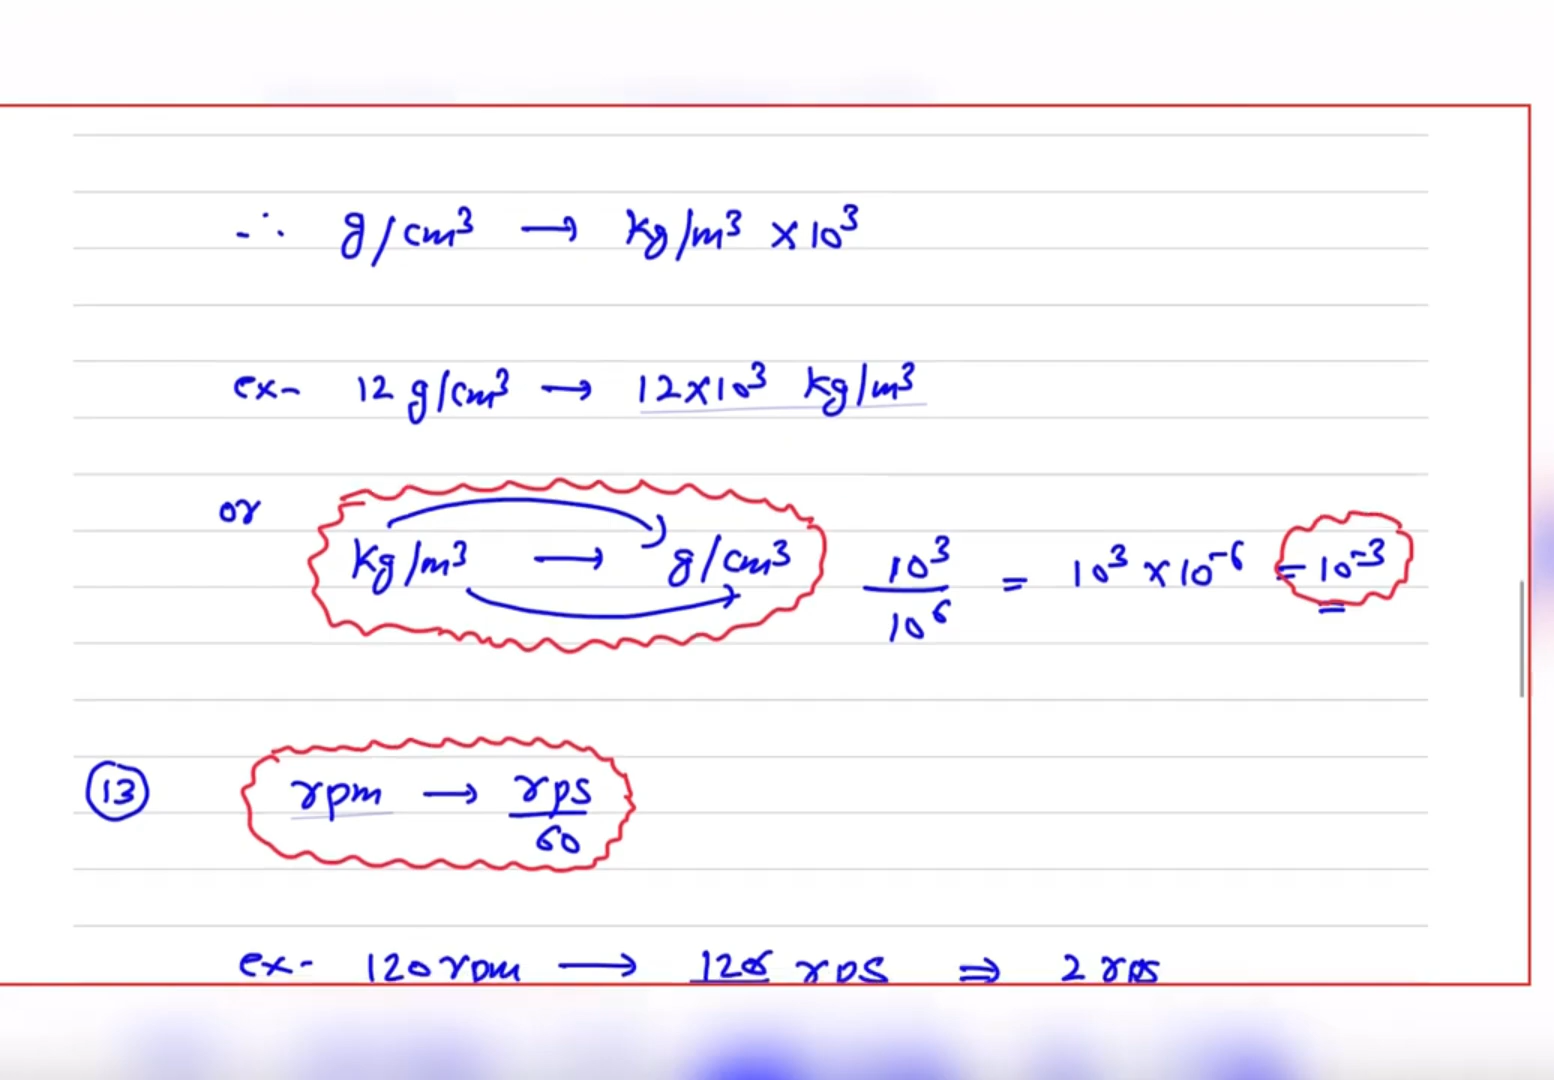 ∴ g/cm³ → kg/m³ ×10³
ex- 12 g/cm³ → 12×10³ kg/m³
or kg/m³ → g/cm³ 10³/10⁶ = 10³ × 10⁻⁶ = 10⁻³
13 rpm → rps/60
ex- 120 rpm → 120 rps ⇒ 2 rps